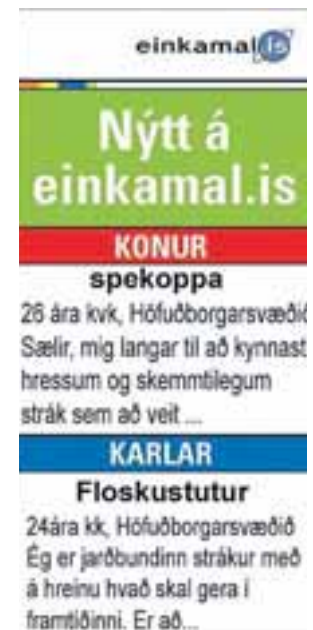 einkamal.is
Nýtt á
einkamal.is
KONUR
spekoppa
26 ára kvk, Höfuðborgarsvæðið
Sælir, mig langar til að kynnast
hressum og skemmtilegum
strák sem að veit ...
KARLAR
Floskustutur
24ára kk, Höfuðborgarsvæðið
Ég er jarðbundinn strákur með
á hreinu hvað skal gera í
framtíðinni. Er að...